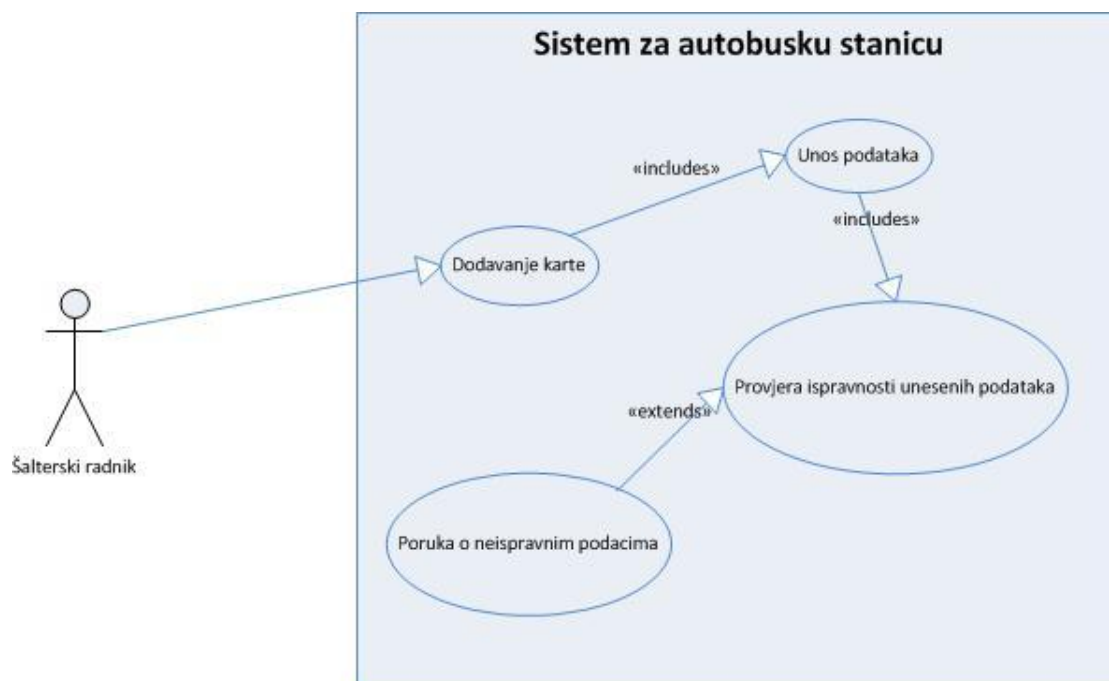 Sistem za autobusku stanicu
Unos podataka
«includes»
«includes»
Dodavanje karte
Provjera ispravnosti unesenih podataka
«extends»
Šalterski radnik
Poruka o neispravnim podacima